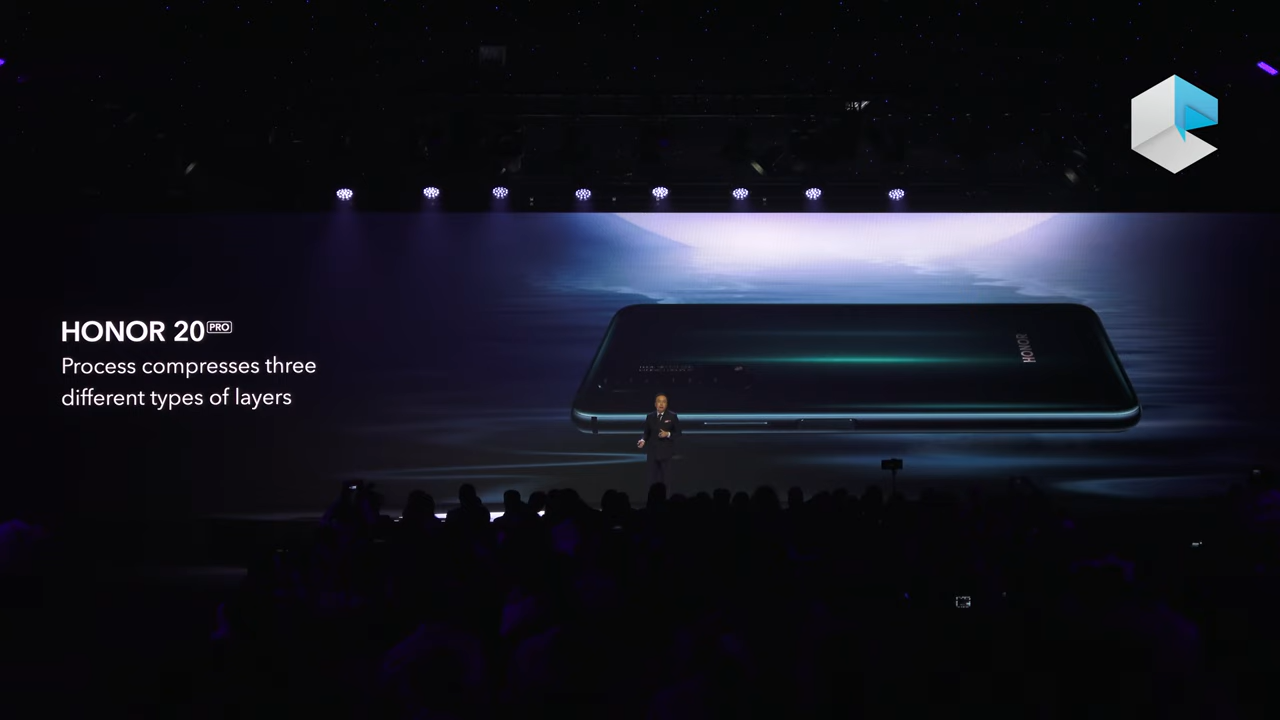 HONOR 20 PRO
Process compresses three
different types of layers
HONOR